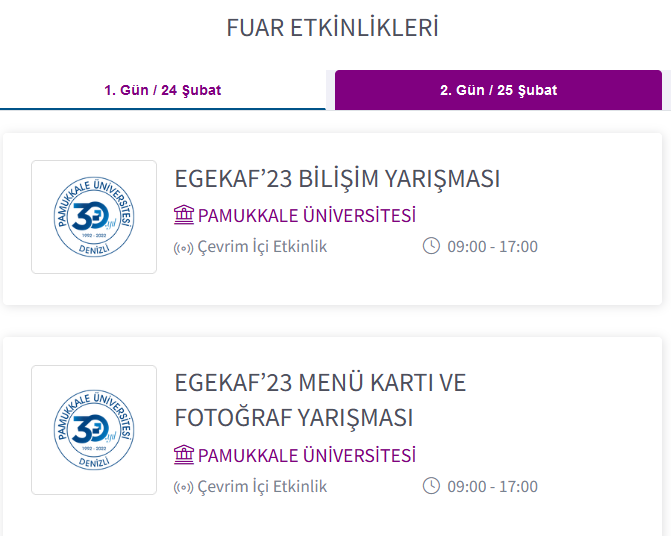 FUAR ETKİNLİKLERİ
1. Gün / 24 Şubat
2. Gün / 25 Şubat
PAMUKKALE ÜNİVERSİTESİ
30.yıl
1992 - 2022
DENİZLİ
EGEKAF’23 BİLİŞİM YARIŞMASI
PAMUKKALE ÜNİVERSİTESİ
Çevrim İçi Etkinlik
09:00 - 17:00
PAMUKKALE ÜNİVERSİTESİ
30.yıl
1992 - 2022
DENİZLİ
EGEKAF’23 MENÜ KARTI VE
FOTOĞRAF YARIŞMASI
PAMUKKALE ÜNİVERSİTESİ
Çevrim İçi Etkinlik
09:00 - 17:00